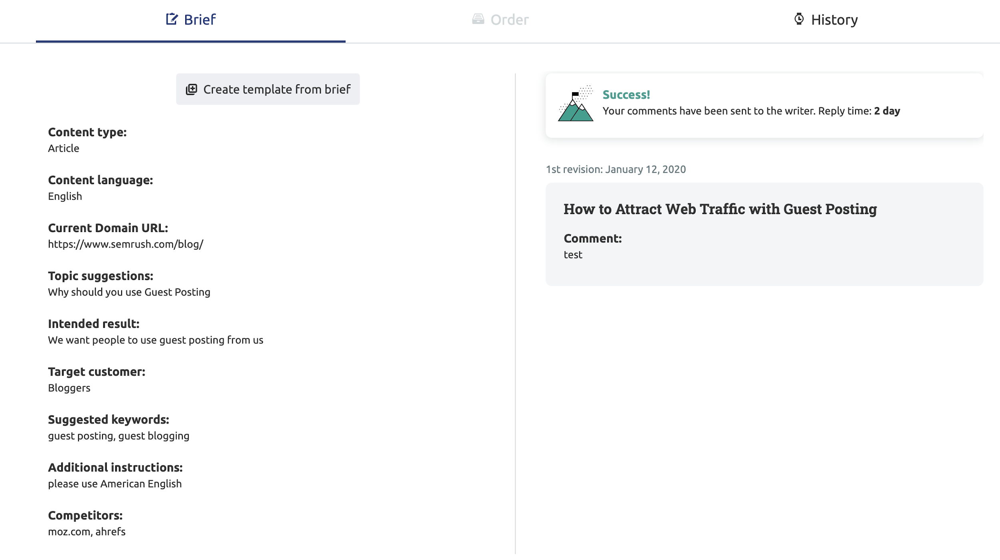 Brief
Order
History
Create template from brief
Content type:
Article
Content language:
English
Current Domain URL:
https://www.semrush.com/blog/
Topic suggestions:
Why should you use Guest Posting
Intended result:
We want people to use guest posting from us
Target customer:
Bloggers
Suggested keywords:
guest posting, guest blogging
Additional instructions:
please use American English
Competitors:
moz.com, ahrefs
Success!
Your comments have been sent to the writer. Reply time: 2 day
1st revision: January 12, 2020
How to Attract Web Traffic with Guest Posting
Comment:
test